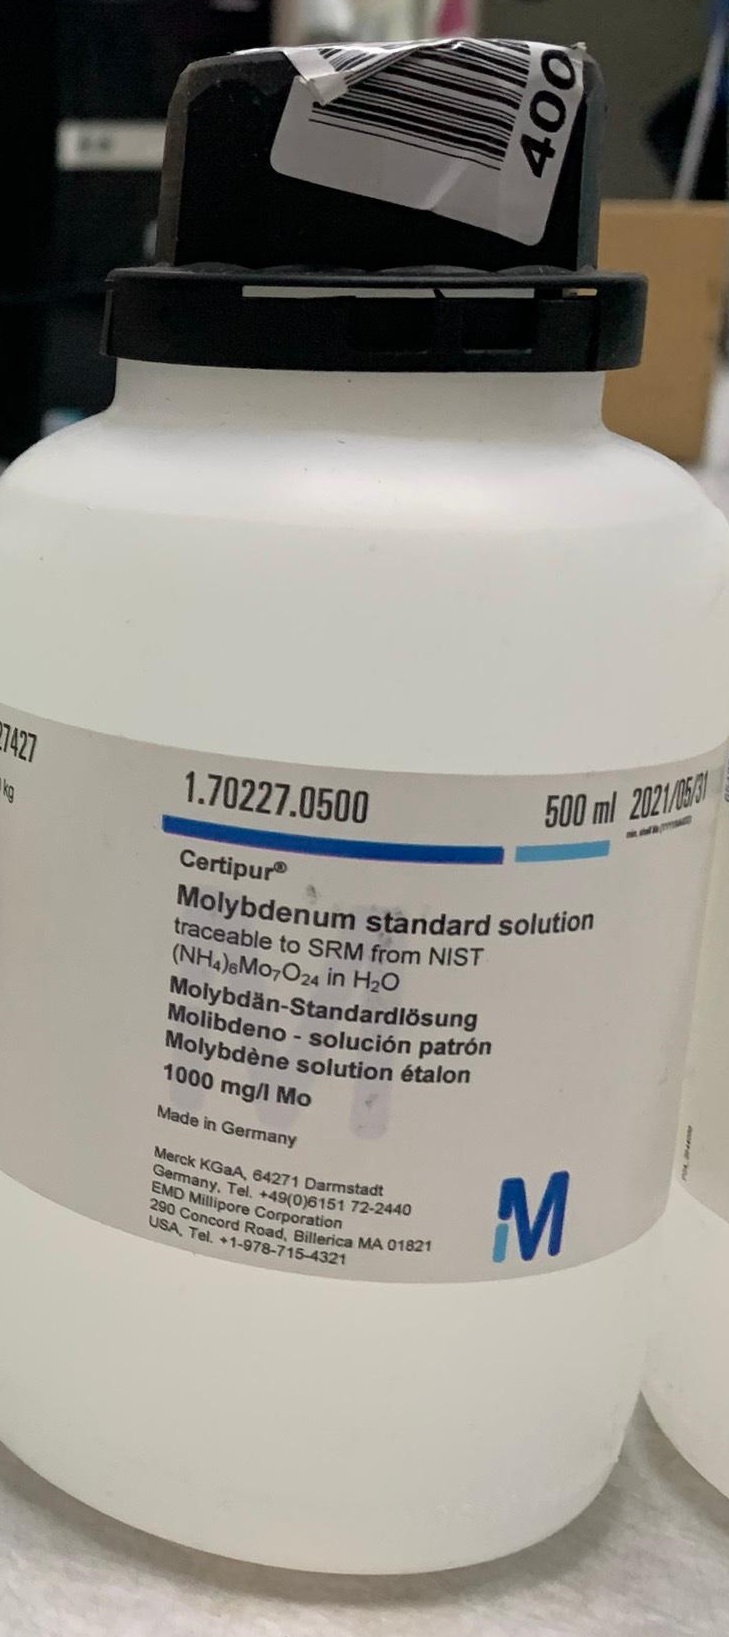 400
27427
kg
1.70227.0500
500 ml 2021/05/31
Certipur®
Molybdenum standard solution
traceable to SRM from NIST
(NH₄)₆Mo₇O₂₄ in H₂O
Molybdän-Standardlösung
Molibdeno - solución patrón
Molybdène solution étalon
1000 mg/l Mo
Made in Germany
Merck KGaA, 64271 Darmstadt
Germany, Tel. +49(0)6151 72-2440
EMD Millipore Corporation
290 Concord Road, Billerica MA 01821
USA, Tel. +1-978-715-4321
M